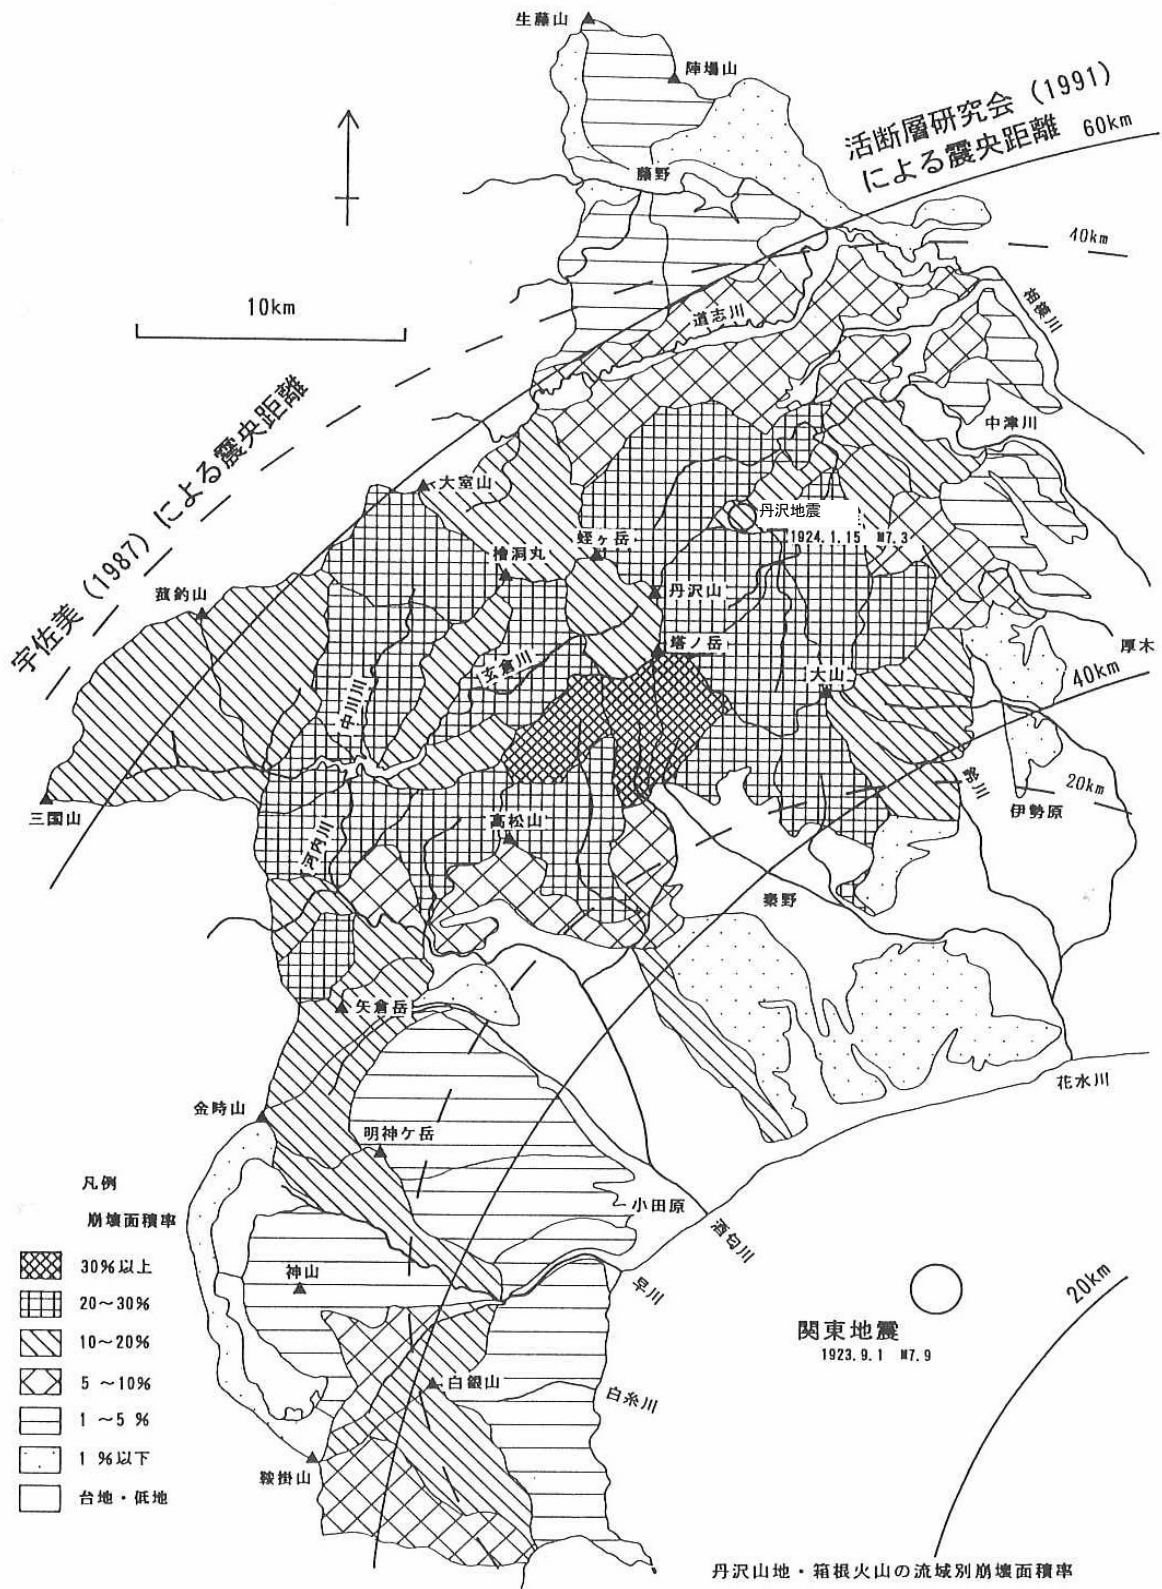 生藤山
陣場山
活断層研究会(1991)
による震央距離 60km
藤野
40km
10km
道志川
相模川
宇佐美(1987)による震央距離
中津川
大室山
丹沢地震
1924.1.15 M7.3
蛭ヶ岳
檜洞丸
丹沢山
菰釣山
塔ノ岳
厚木
玄倉川
大山
40km
中川川
鈴川
20km
伊勢原
三国山
高松山
河内川
秦野
矢倉岳
花水川
金時山
明神ケ岳
凡例
小田原
崩壊面積率
酒匂川
30%以上
神山
早川
20km
20~30%
関東地震
1923.9.1 M7.9
10~20%
5~10%
白銀山
白糸川
1~5%
1%以下
鞍掛山
台地・低地
丹沢山地・箱根火山の流域別崩壊面積率